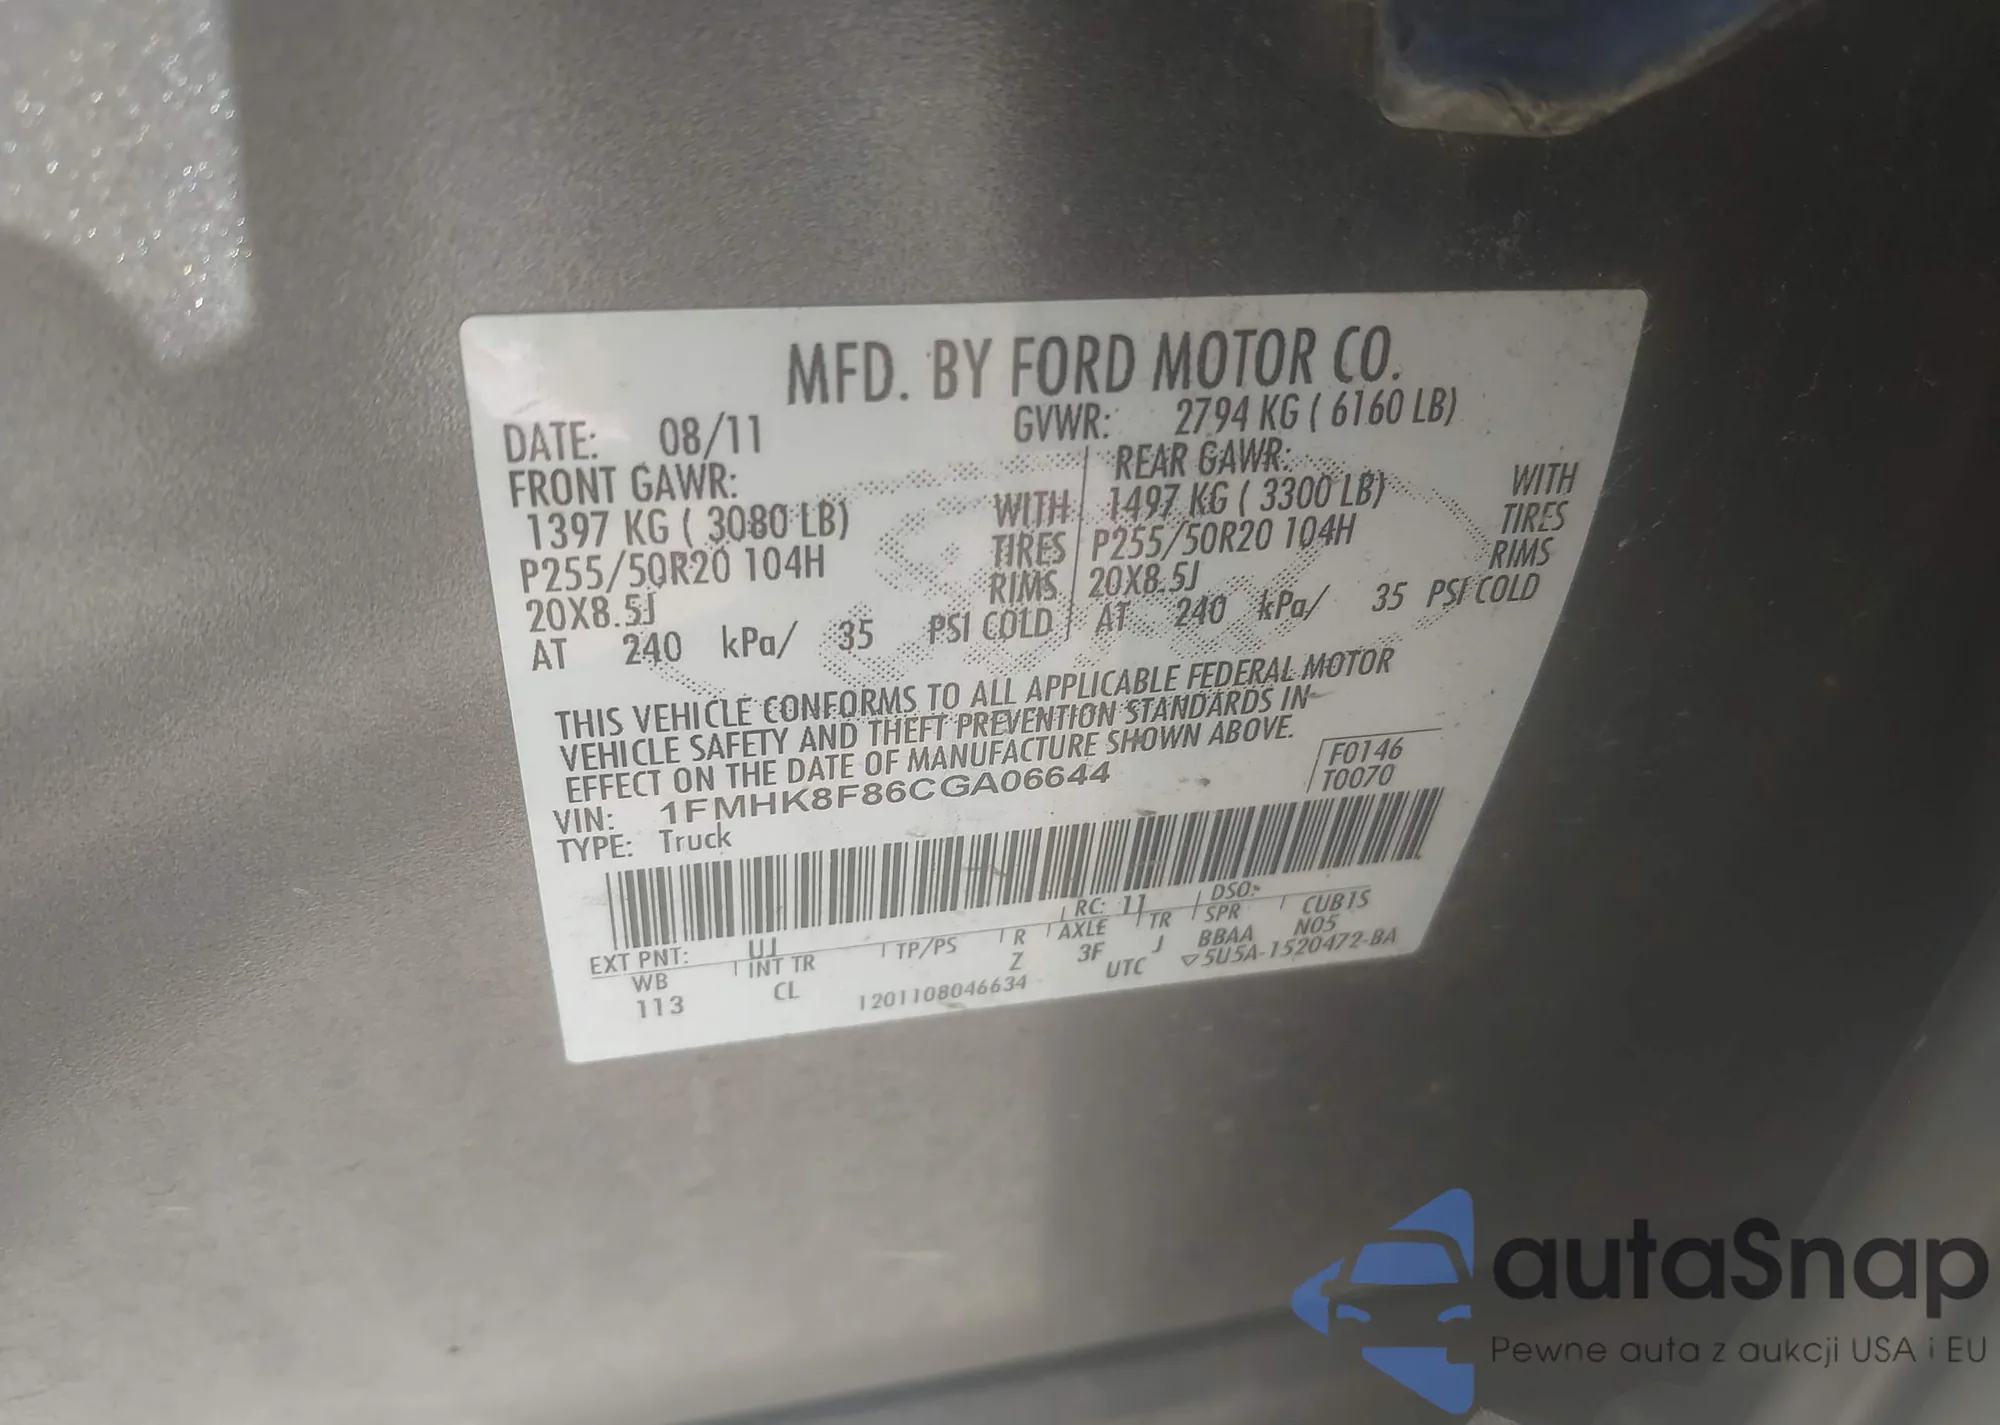 MFD. BY FORD MOTOR CO.
DATE: 08/11 GVWR: 2794 KG ( 6160 LB)
FRONT GAWR: REAR GAWR:
1397 KG ( 3080 LB) WITH 1497 KG ( 3300 LB) WITH
P255/50R20 104H TIRES P255/50R20 104H TIRES
20X8.5J RIMS 20X8.5J RIMS
AT 240 kPa/ 35 PSI COLD AT 240 kPa/ 35 PSI COLD
THIS VEHICLE CONFORMS TO ALL APPLICABLE FEDERAL MOTOR
VEHICLE SAFETY AND THEFT PREVENTION STANDARDS IN
EFFECT ON THE DATE OF MANUFACTURE SHOWN ABOVE.
VIN: 1FMHK8F86CGA06644 F0146
TYPE: Truck T0070
EXT PNT: UJ RC: 11 DSO:
WB INT TR TP/PS R AXLE TR SPR CUB1S
113 CL Z 3F J BBAA N05
1201108046634 UTC ▽5U5A-1520472-BA
autaSnap
Pewne auta z aukcji USA i EU